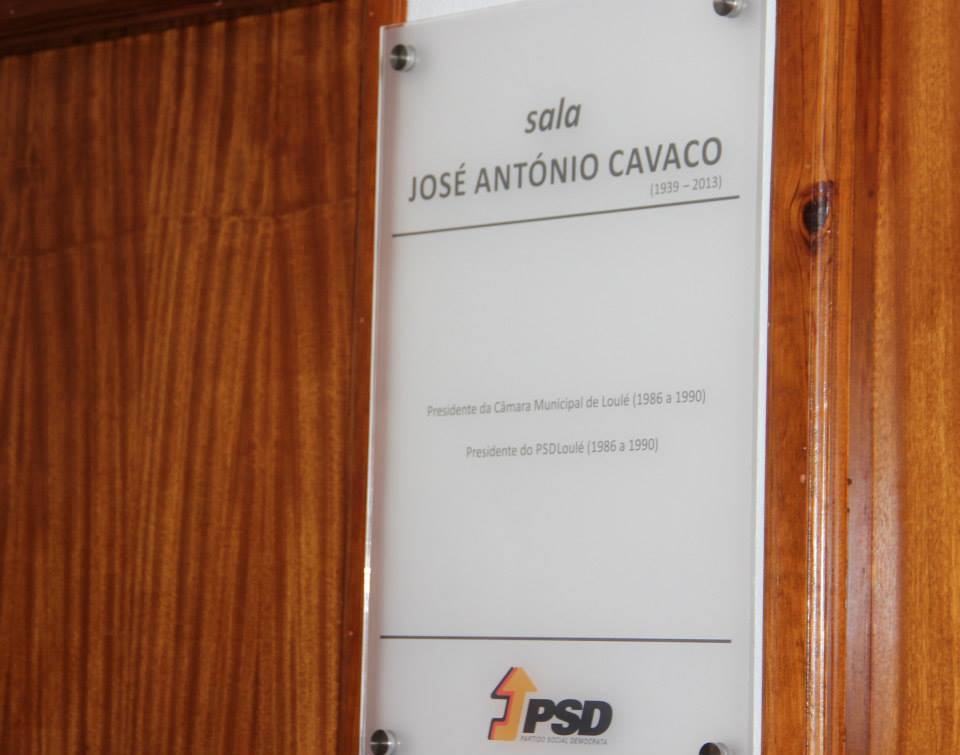 sala
JOSÉ ANTÓNIO CAVACO
(1939 – 2013)
Presidente da Câmara Municipal de Loulé (1986 a 1990)
Presidente do PSDLoulé (1986 a 1990)
PSD
PARTIDO SOCIAL DEMOCRATA